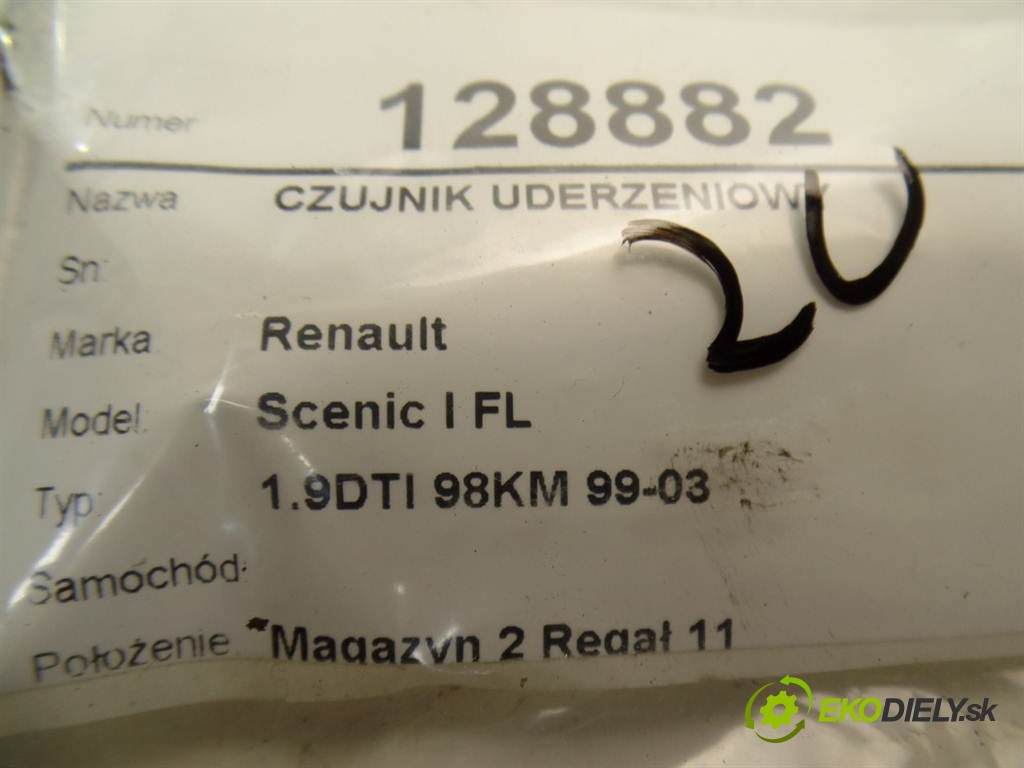 Numer 128882
Nazwa CZUJNIK UDERZENIOWY
20
Sn:
Marka Renault
Model: Scenic I FL
Typ: 1.9DTI 98KM 99-03
Samochód:
Położenie: Magazyn 2 Regał 11
EKODIELY.sk